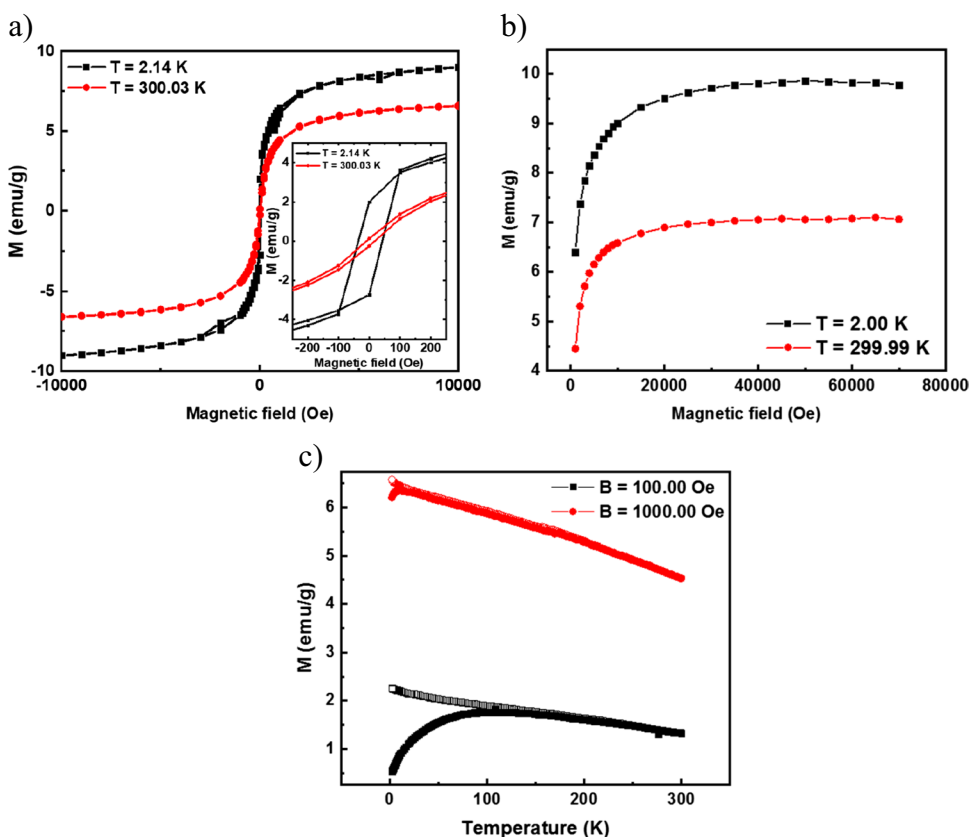 a)
T = 2.14 K
T = 300.03 K
M (emu/g)
10
5
0
-5
-10
-10000
0
10000
Magnetic field (Oe)
T = 2.14 K
T = 300.03 K
M (emu/g)
4
2
0
-2
-4
-200
-100
0
100
200
Magnetic field (Oe)
b)
M (emu/g)
10
9
8
7
6
5
4
T = 2.00 K
T = 299.99 K
0
20000
40000
60000
80000
Magnetic field (Oe)
c)
B = 100.00 Oe
B = 1000.00 Oe
M (emu/g)
6
5
4
3
2
1
0
100
200
300
Temperature (K)